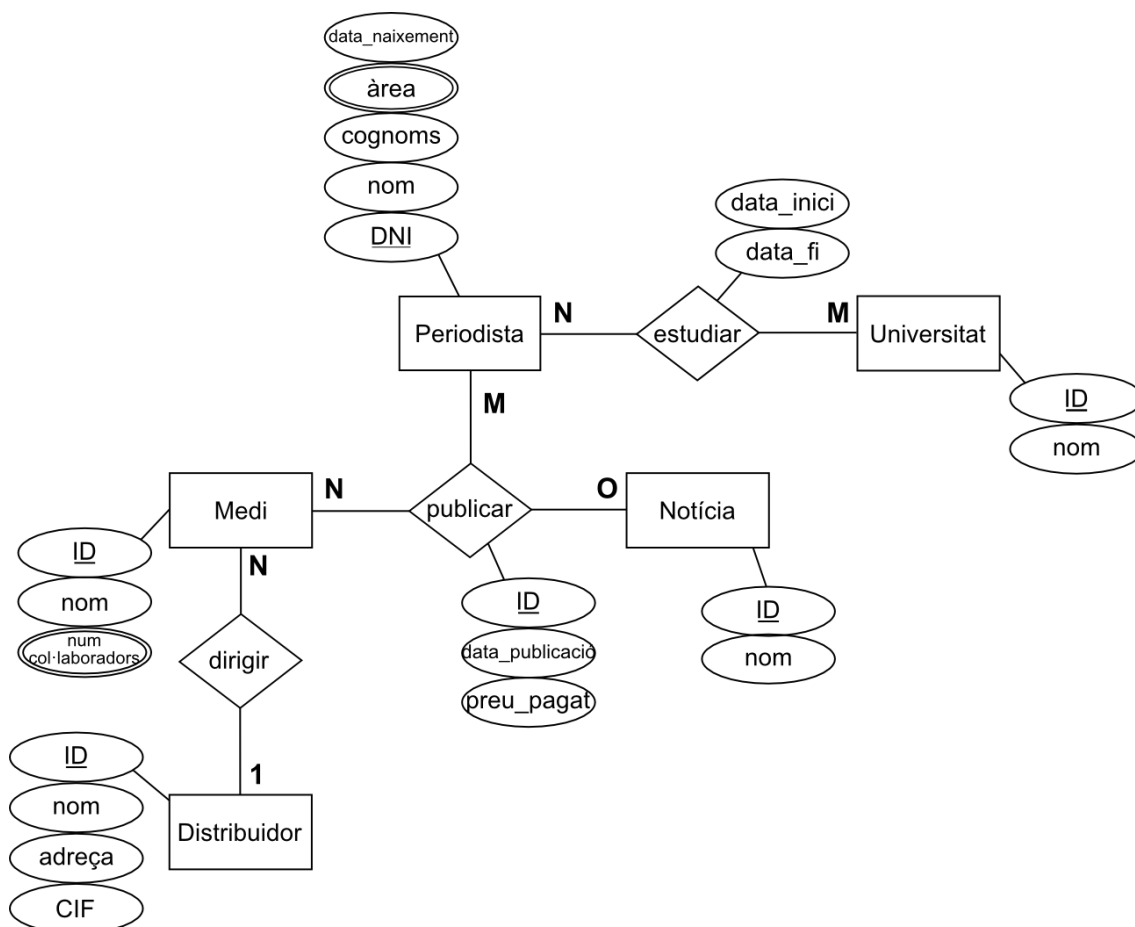 data_naixement
àrea
cognoms
nom
DNI
data_inici
data_fi
Periodista
N
estudiar
M
Universitat
ID
nom
M
Medi
N
publicar
O
Notícia
ID
nom
num
col·laboradors
N
dirigir
ID
data_publicació
preu_pagat
ID
nom
1
Distribuidor
ID
nom
adreça
CIF